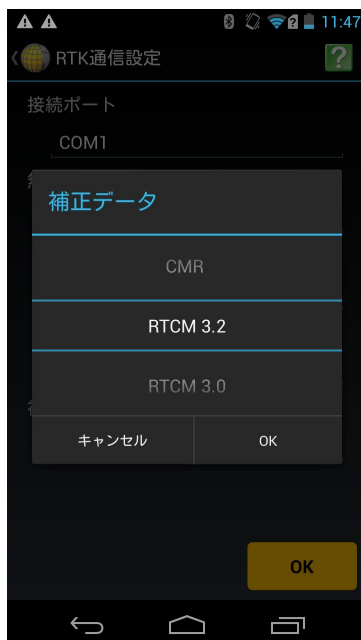 11:47
RTK通信設定
?
接続ポート
COM1
補正データ
CMR
RTCM 3.2
RTCM 3.0
キャンセル
OK
OK